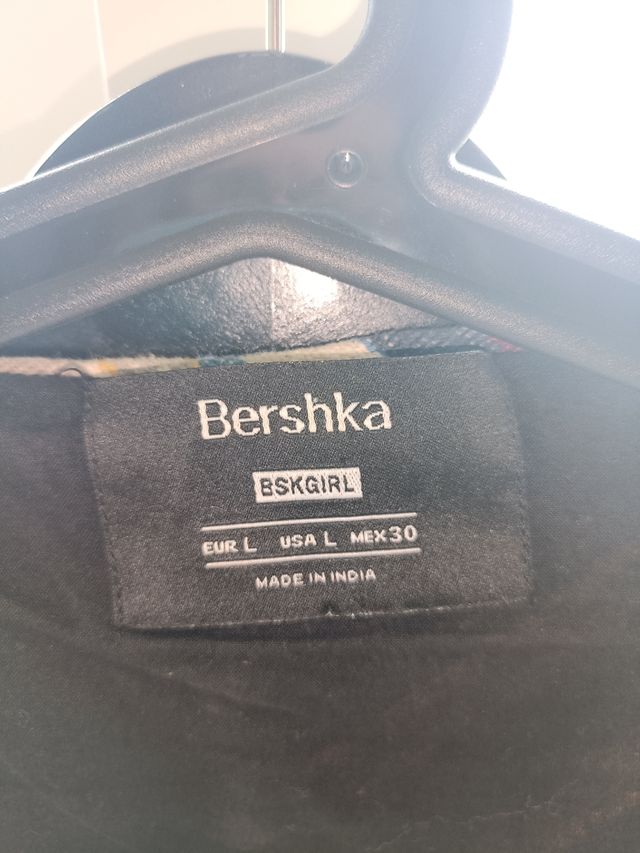 Bershka
BSKGIRL
EUR L USA L MEX 30
MADE IN INDIA